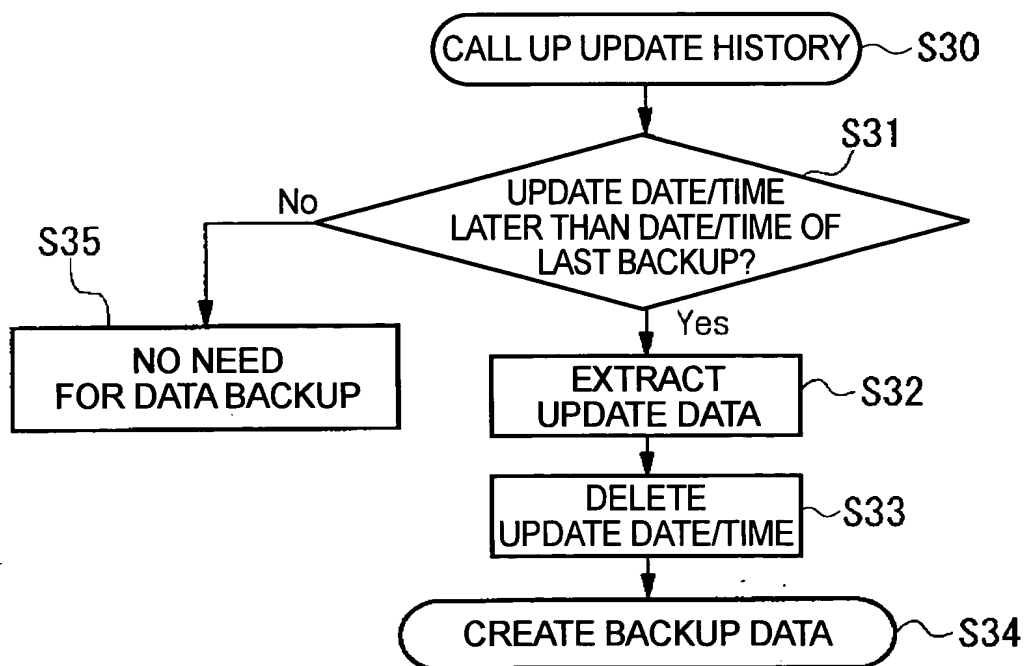 CALL UP UPDATE HISTORY
S30
S31
UPDATE DATE/TIME
LATER THAN DATE/TIME OF
LAST BACKUP?
No
S35
NO NEED
FOR DATA BACKUP
Yes
EXTRACT
UPDATE DATA
S32
DELETE
UPDATE DATE/TIME
S33
CREATE BACKUP DATA
S34